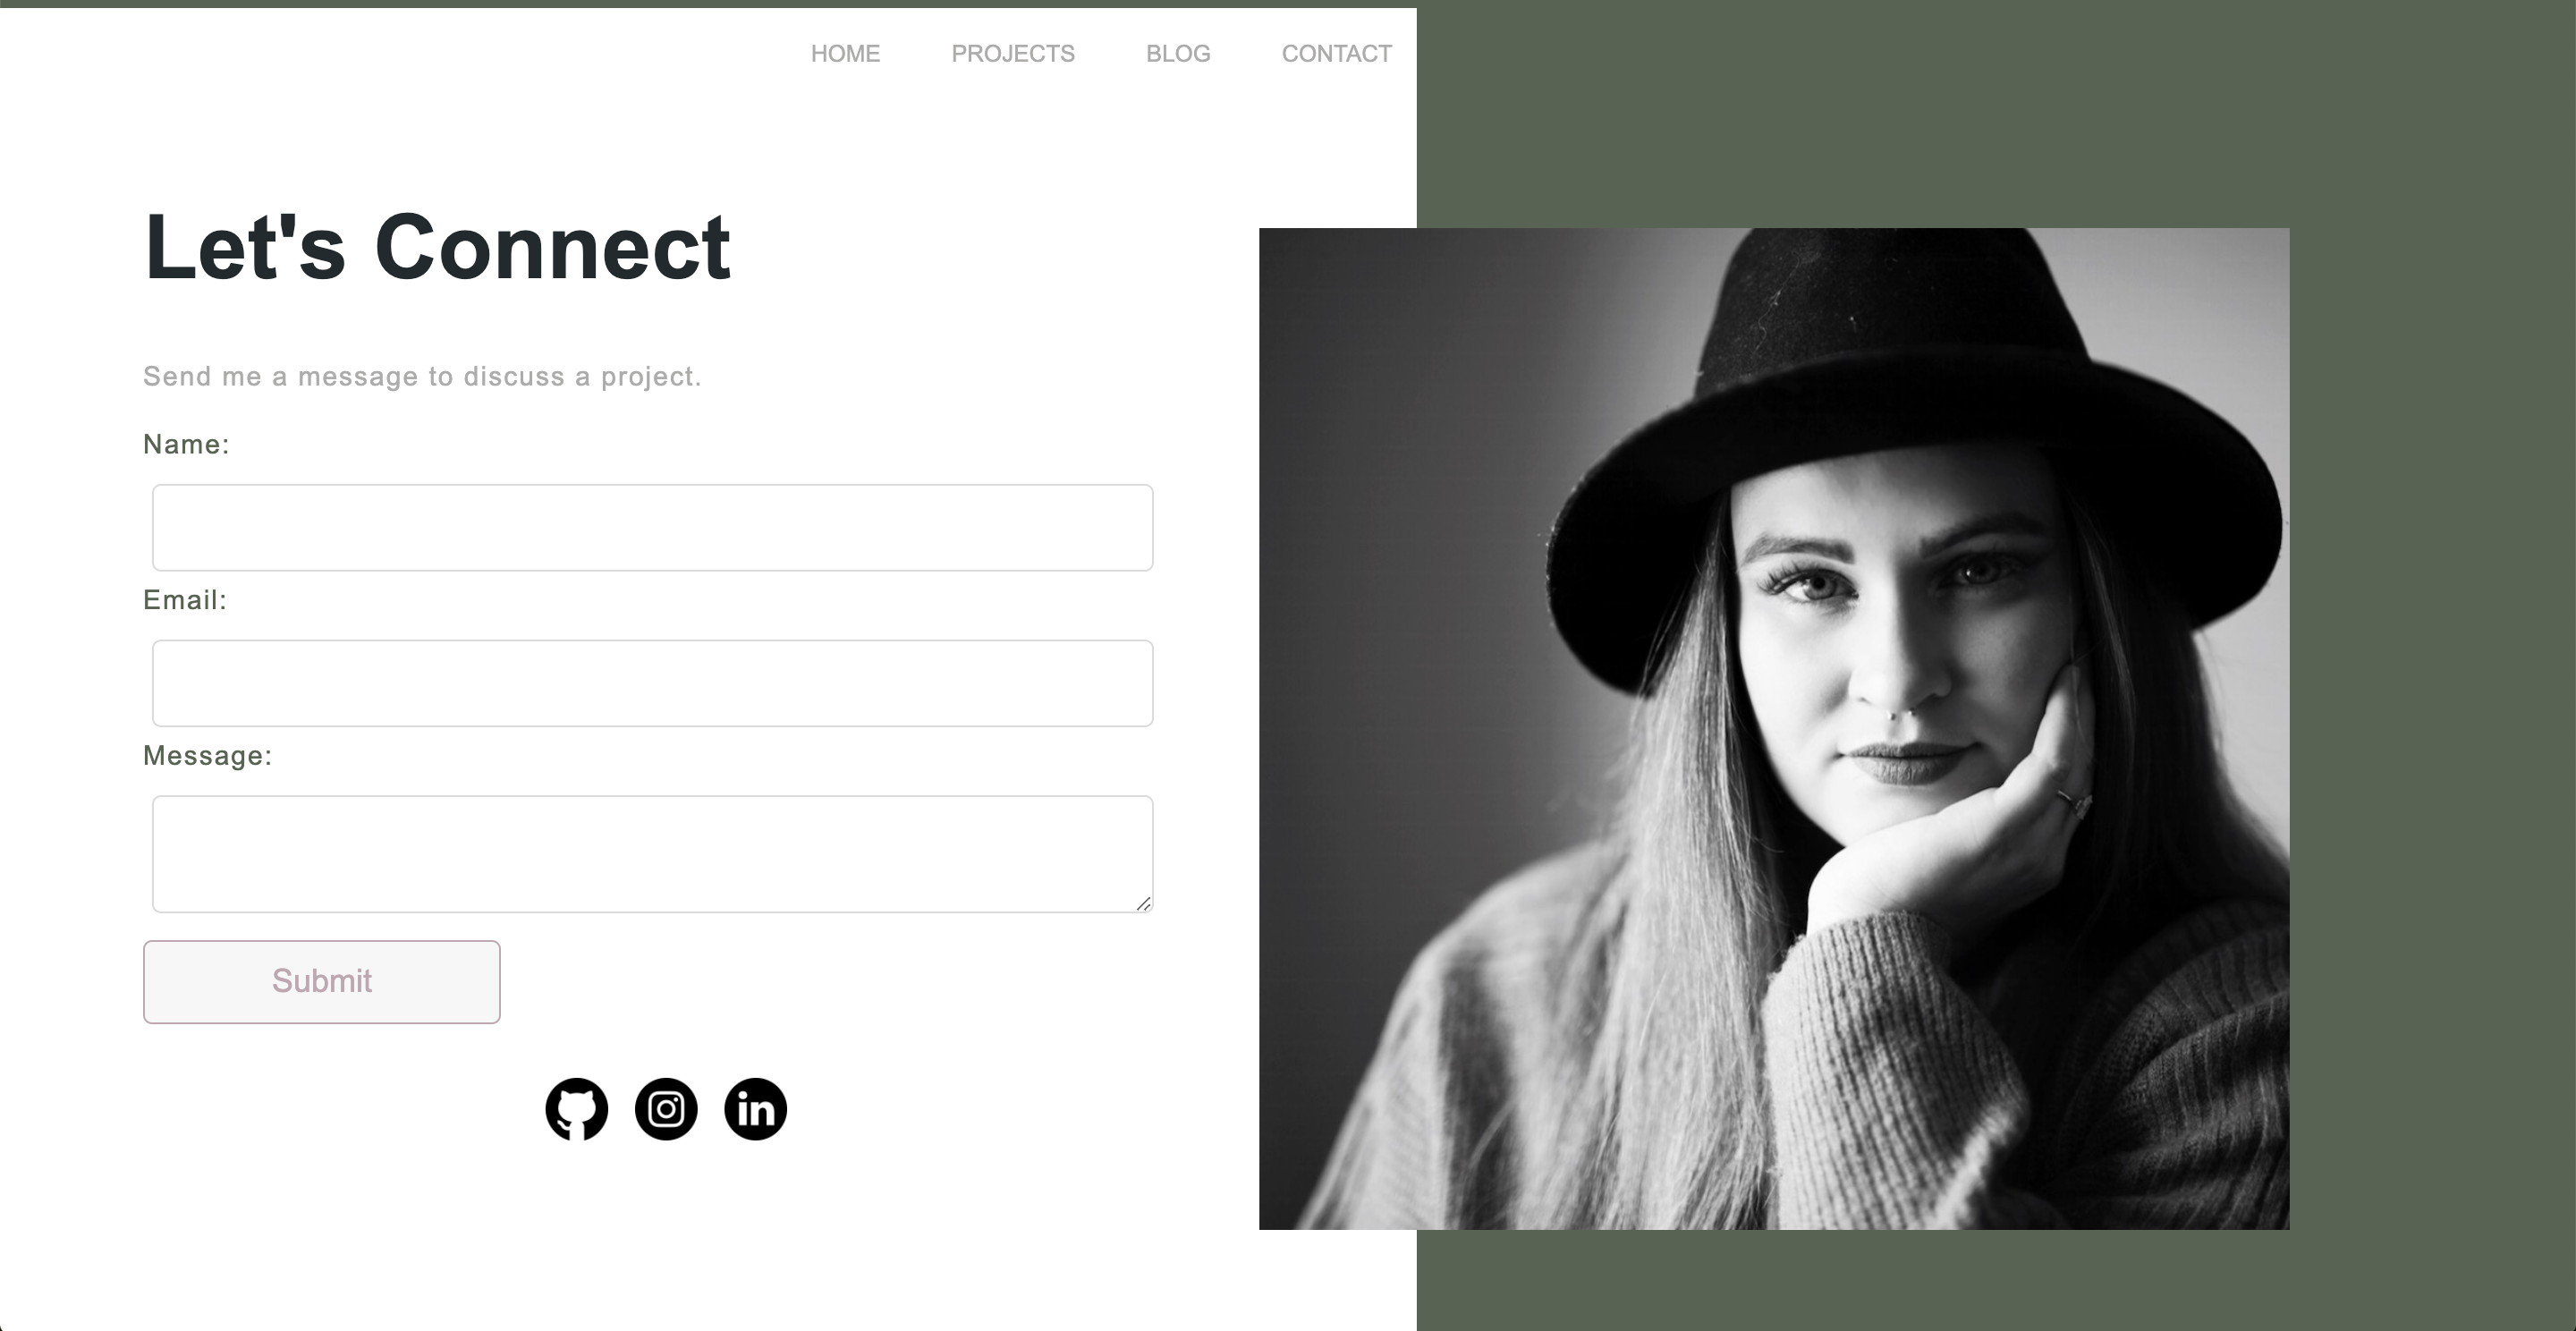 HOME PROJECTS BLOG CONTACT
Let's Connect
Send me a message to discuss a project.
Name:
Email:
Message:
Submit
in